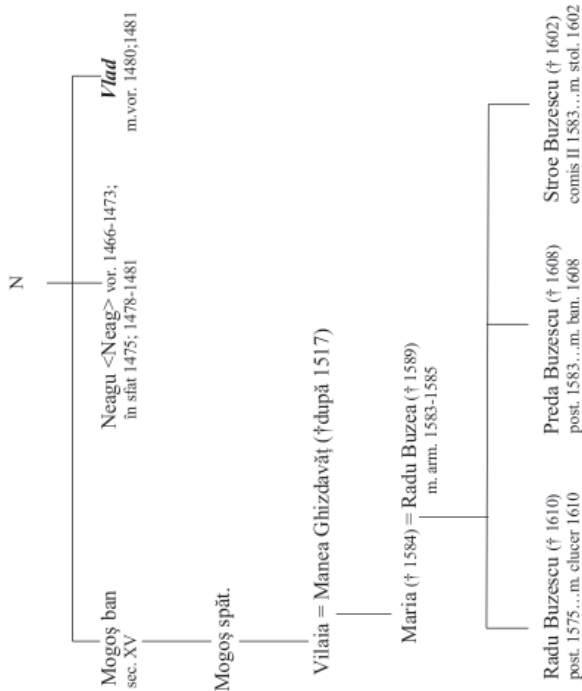 N
Mogoș ban
sec. XV
Neagu <Neag> vor. 1466-1473;
în sfat 1475; 1478-1481
Vlad
m.vor. 1480;1481
Mogoș spăt.
Vilaia = Manea Ghizdavăț (†după 1517)
Maria († 1584) = Radu Buzea († 1589)
m. arm. 1583-1585
Radu Buzescu († 1610)
post. 1575…m. clucer 1610
Preda Buzescu († 1608)
post. 1583…m. ban. 1608
Stroe Buzescu († 1602)
comis II 1583…m. stol. 1602